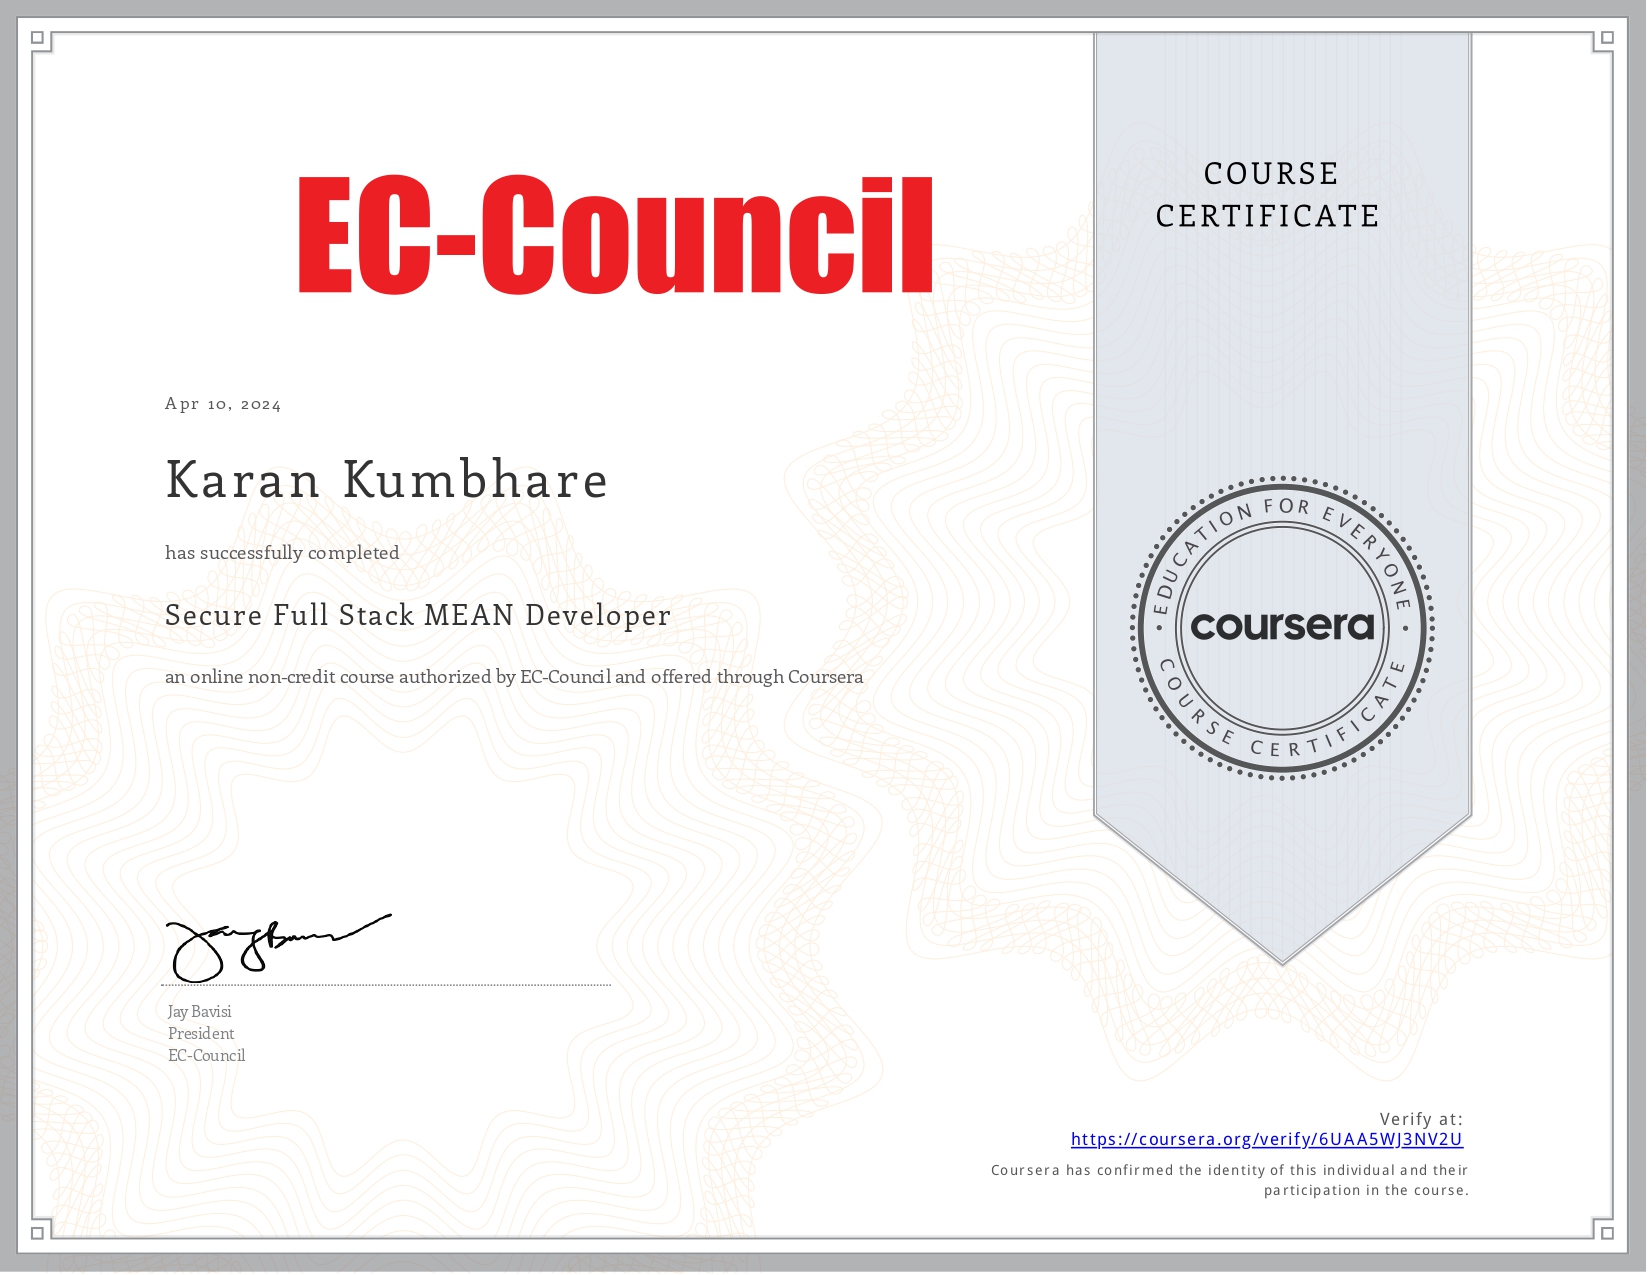 EC-Council
COURSE
CERTIFICATE
Apr 10, 2024
Karan Kumbhare
has successfully completed
Secure Full Stack MEAN Developer
an online non-credit course authorized by EC-Council and offered through Coursera
EDUCATION FOR EVERYONE
coursera
COURSE CERTIFICATE
Jay Bavisi
President
EC-Council
Verify at:
https://coursera.org/verify/6UAA5WJ3NV2U
Coursera has confirmed the identity of this individual and their
participation in the course.